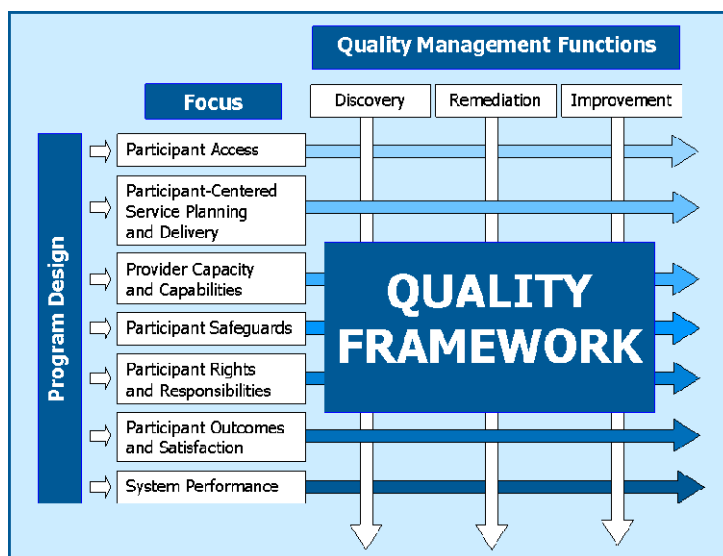 Quality Management Functions
Focus
Discovery
Remediation
Improvement
Program Design
Participant Access
Participant-Centered
Service Planning
and Delivery
Provider Capacity
and Capabilities
Participant Safeguards
Participant Rights
and Responsibilities
Participant Outcomes
and Satisfaction
System Performance
QUALITY
FRAMEWORK